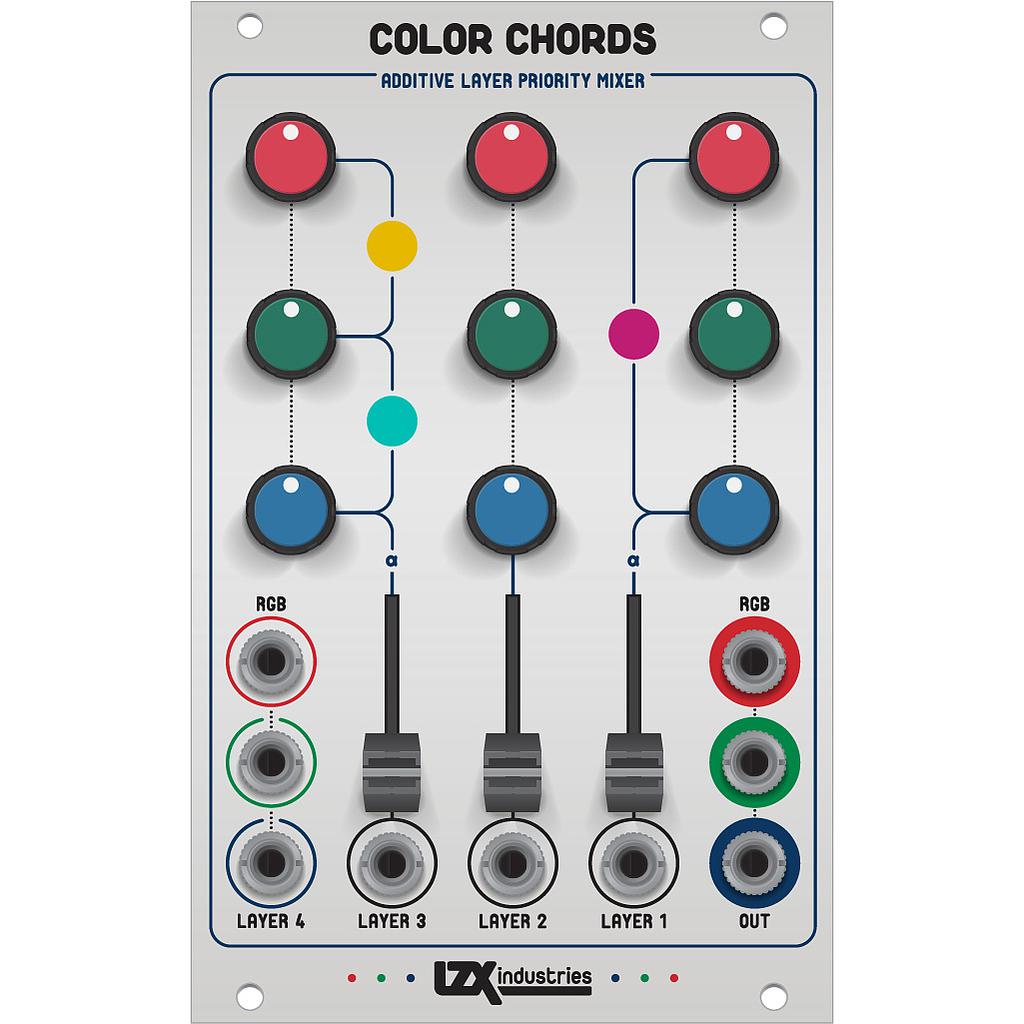 COLOR CHORDS
ADDITIVE LAYER PRIORITY MIXER
α α
RGB RGB
LAYER 4 LAYER 3 LAYER 2 LAYER 1 OUT
LZX industries